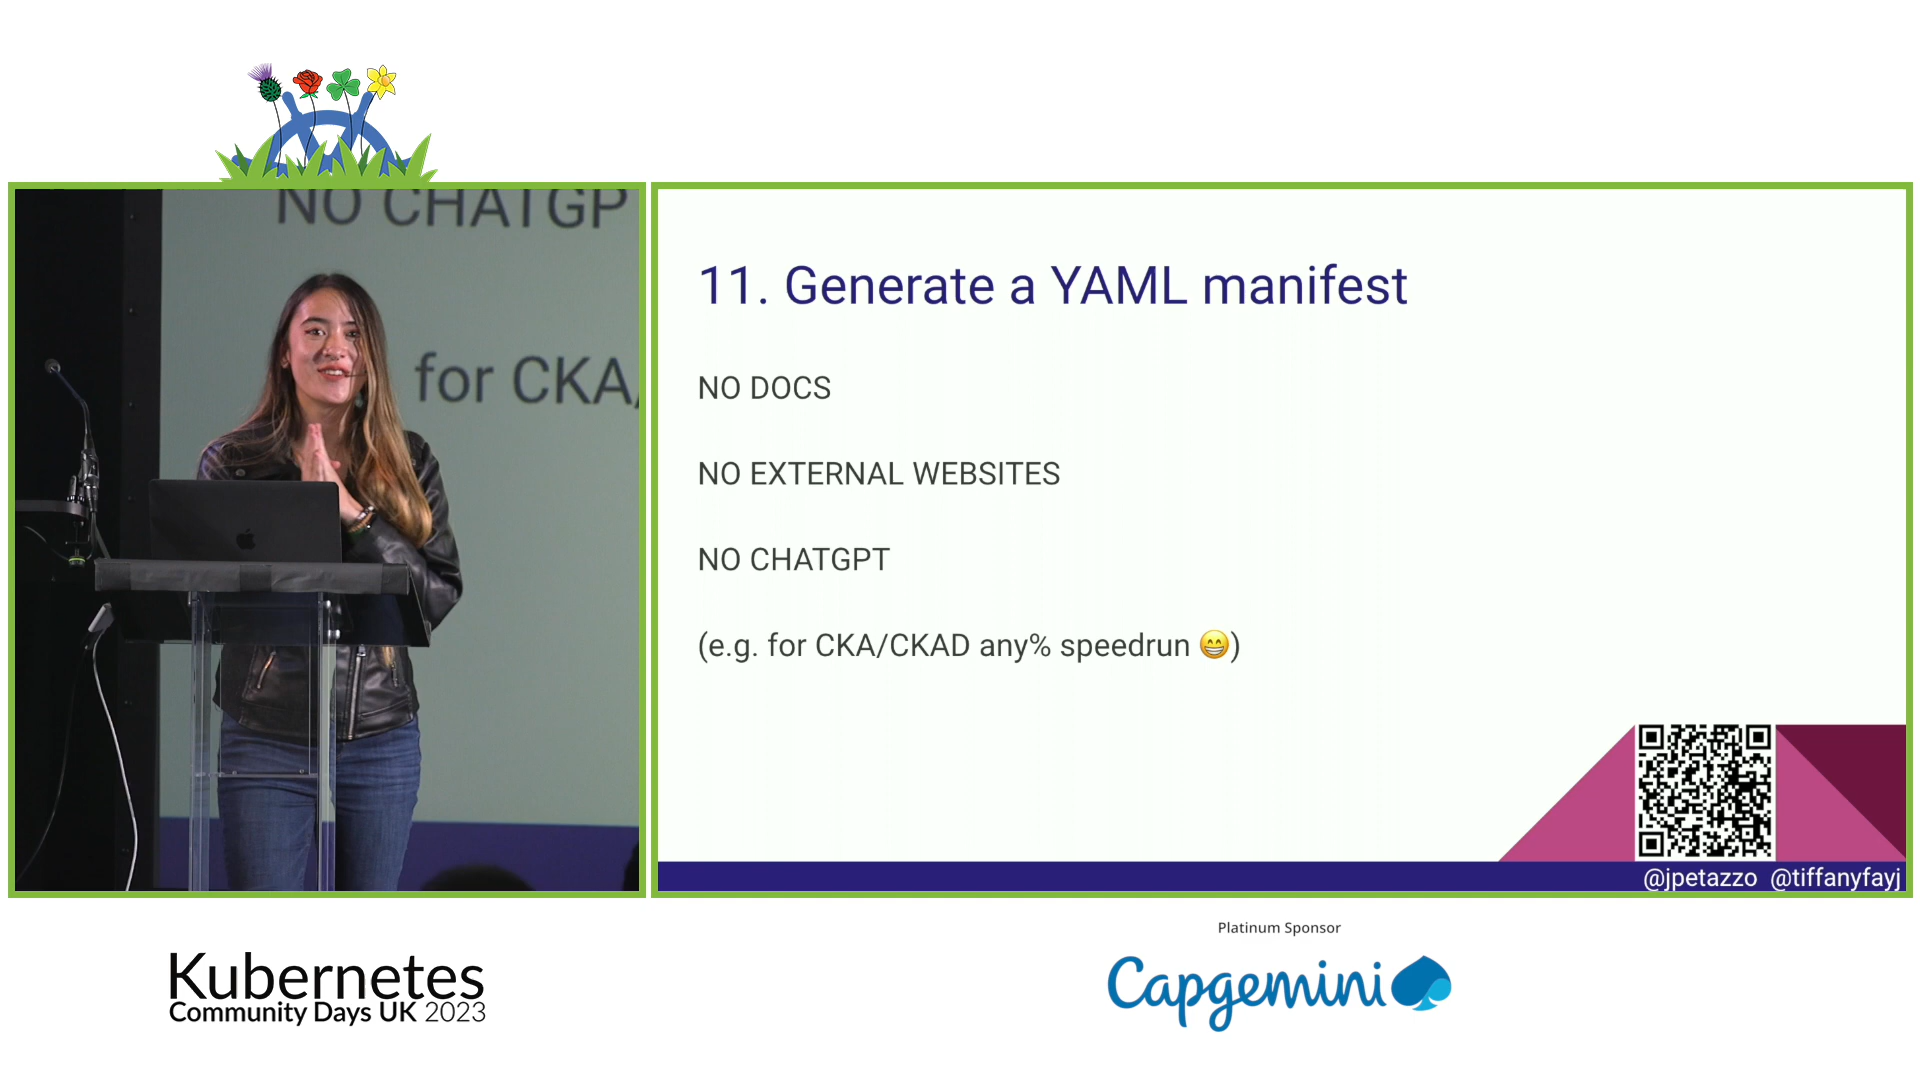 NO CHATGP
for CKA/
11. Generate a YAML manifest
NO DOCS
NO EXTERNAL WEBSITES
NO CHATGPT
(e.g. for CKA/CKAD any% speedrun 😁)
@jpetazzo @tiffanyfayj
Kubernetes
Community Days UK 2023
Platinum Sponsor
Capgemini